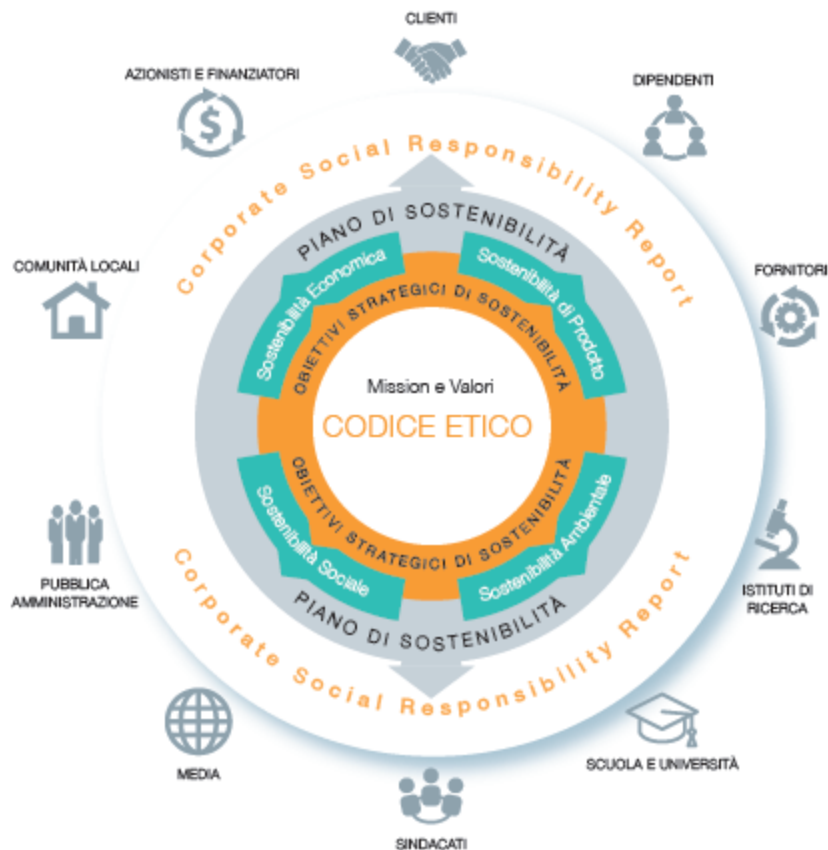 CLIENTI
AZIONISTI E FINANZIATORI
DIPENDENTI
Corporate Social Responsibility Report
PIANO DI SOSTENIBILITÀ
COMUNITÀ LOCALI
FORNITORI
Sostenibilità Economica
Sostenibilità di Prodotto
OBIETTIVI STRATEGICI DI SOSTENIBILITÀ
Mission e Valori
CODICE ETICO
OBIETTIVI STRATEGICI DI SOSTENIBILITÀ
Sostenibilità Sociale
Sostenibilità Ambientale
PIANO DI SOSTENIBILITÀ
Corporate Social Responsibility Report
PUBBLICA
AMMINISTRAZIONE
ISTITUTI DI
RICERCA
MEDIA
SCUOLA E UNIVERSITÀ
SINDACATI